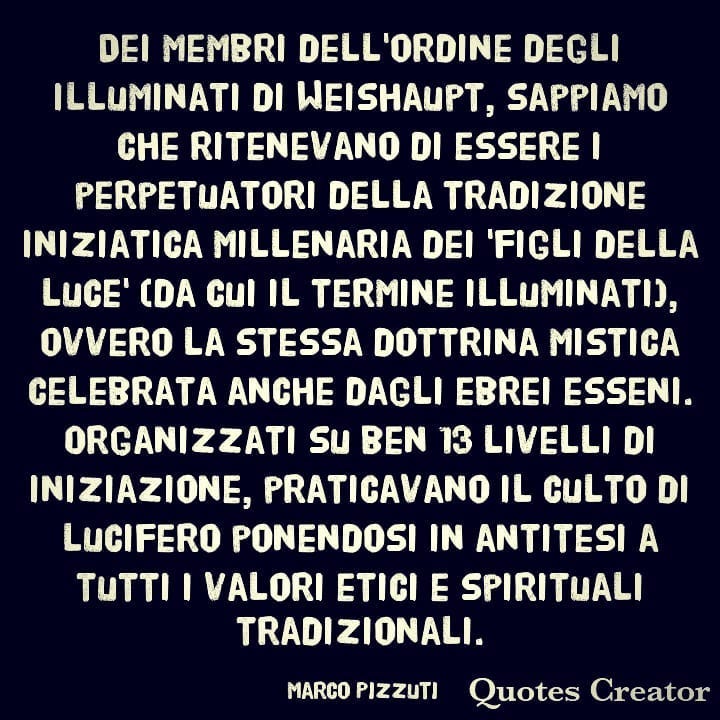 DEI MEMBRI DELL'ORDINE DEGLI
ILLUMINATI DI WEISHAUPT, SAPPIAMO
CHE RITENEVANO DI ESSERE I
PERPETUATORI DELLA TRADIZIONE
INIZIATICA MILLENARIA DEI 'FIGLI DELLA
LUCE' (DA CUI IL TERMINE ILLUMINATI),
OVVERO LA STESSA DOTTRINA MISTICA
CELEBRATA ANCHE DAGLI EBREI ESSENI.
ORGANIZZATI SU BEN 13 LIVELLI DI
INIZIAZIONE, PRATICAVANO IL CULTO DI
LUCIFERO PONENDOSI IN ANTITESI A
TUTTI I VALORI ETICI E SPIRITUALI
TRADIZIONALI.
MARCO PIZZUTI Quotes Creator